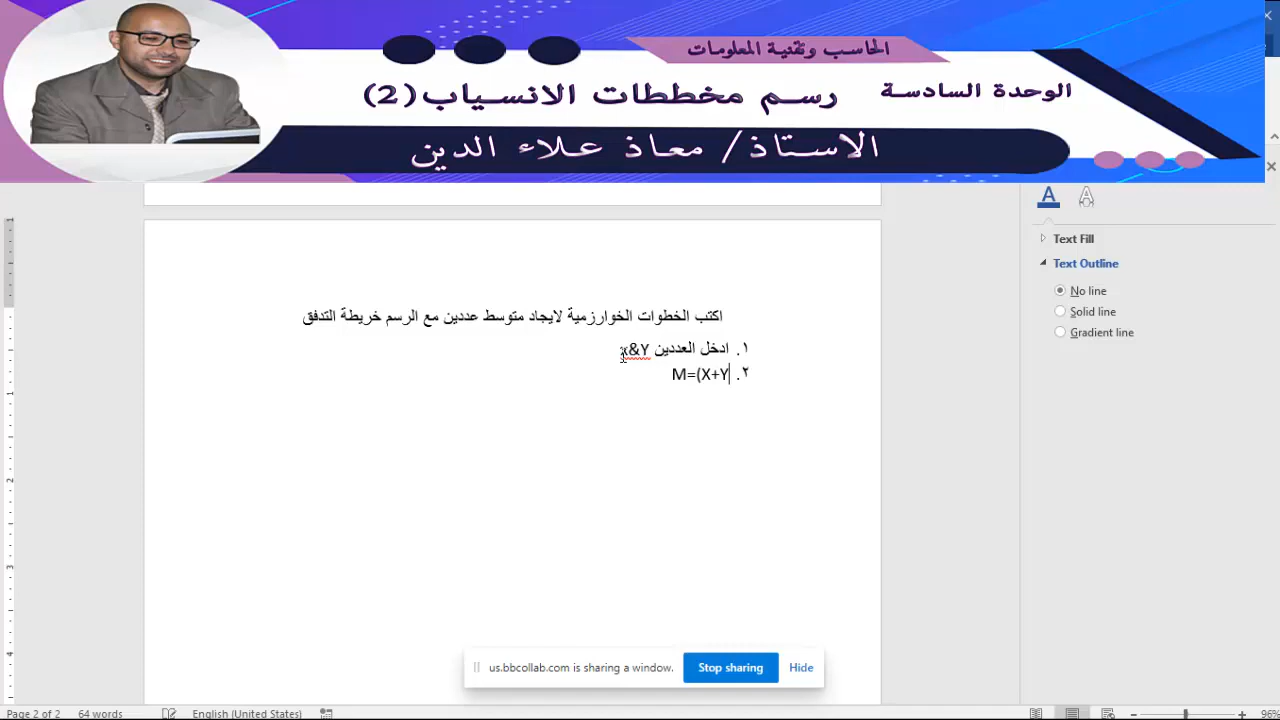 الحاسب وتقنية المعلومات
الوحدة السادسة
رسم مخططات الانسياب(2)
الاستاذ/ معاذ علاء الدين
Text Fill
Text Outline
No line
Solid line
Gradient line
اكتب الخطوات الخوارزمية لايجاد متوسط عددين مع الرسم خريطة التدفق
١. ادخل العددين x&Y
٢. M=(X+Y
us.bbcollab.com is sharing a window.
Stop sharing
Hide
Page 2 of 2
64 words
English (United States)
96%